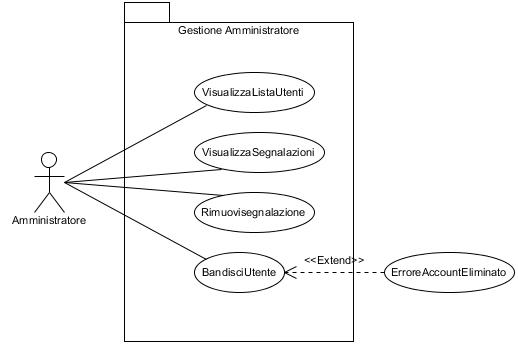 Gestione Amministratore
VisualizzaListaUtenti
VisualizzaSegnalazioni
Amministratore
Rimuovisegnalazione
<<Extend>>
BandisciUtente
ErroreAccountEliminato